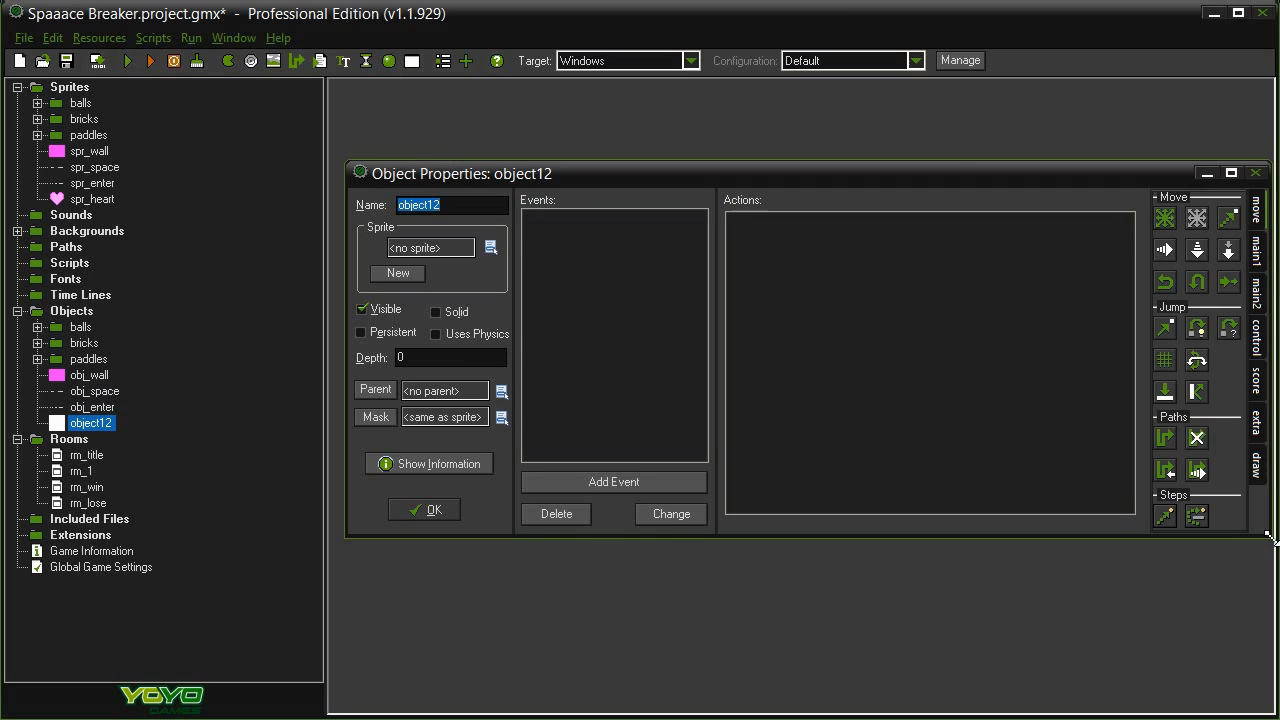 Spaaace Breaker.project.gmx* - Professional Edition (v1.1.929)
File Edit Resources Scripts Run Window Help
Target: Windows Configuration: Default Manage
Sprites
balls
bricks
paddles
spr_wall
spr_space
spr_enter
spr_heart
Sounds
Backgrounds
Paths
Scripts
Fonts
Time Lines
Objects
balls
bricks
paddles
obj_wall
obj_space
obj_enter
object12
Rooms
rm_title
rm_1
rm_win
rm_lose
Included Files
Extensions
Game Information
Global Game Settings
YOYO
GAMES
Object Properties: object12
Name: object12
Sprite
<no sprite>
New
Visible Solid
Persistent Uses Physics
Depth: 0
Parent <no parent>
Mask <same as sprite>
Show Information
OK
Events:
Add Event
Delete Change
Actions:
Move
Jump
Paths
Steps
move
main1
main2
control
score
extra
draw